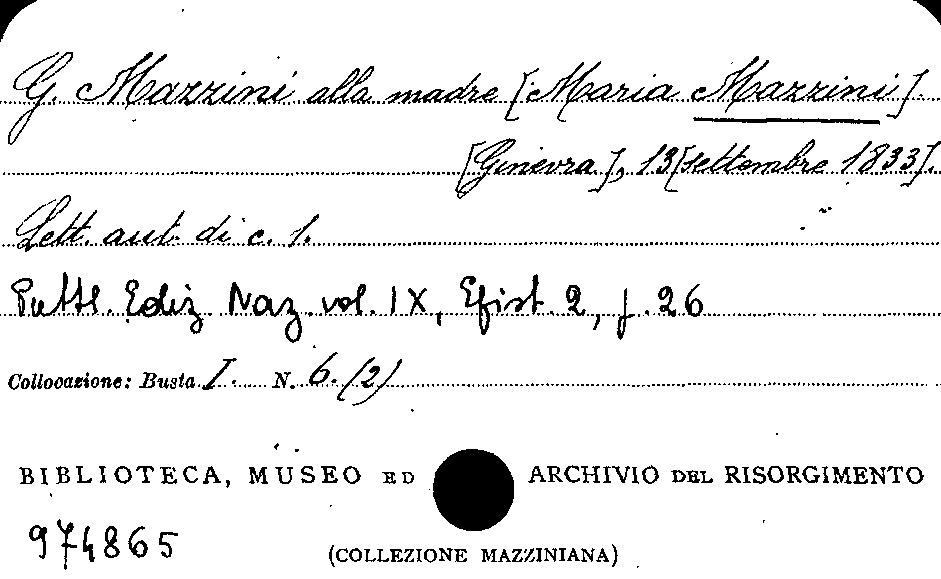 G. Mazzini alla madre [Maria Mazzini].
[Ginevra], 13 [settembre 1833].
Lett. aut. di c. 1.
Pubbl. Ediz Naz. vol. IX, Epist. 2, p. 26
Collocazione: Busta I. N. 6. (2)
BIBLIOTECA, MUSEO ED ARCHIVIO DEL RISORGIMENTO
974865
(COLLEZIONE MAZZINIANA)